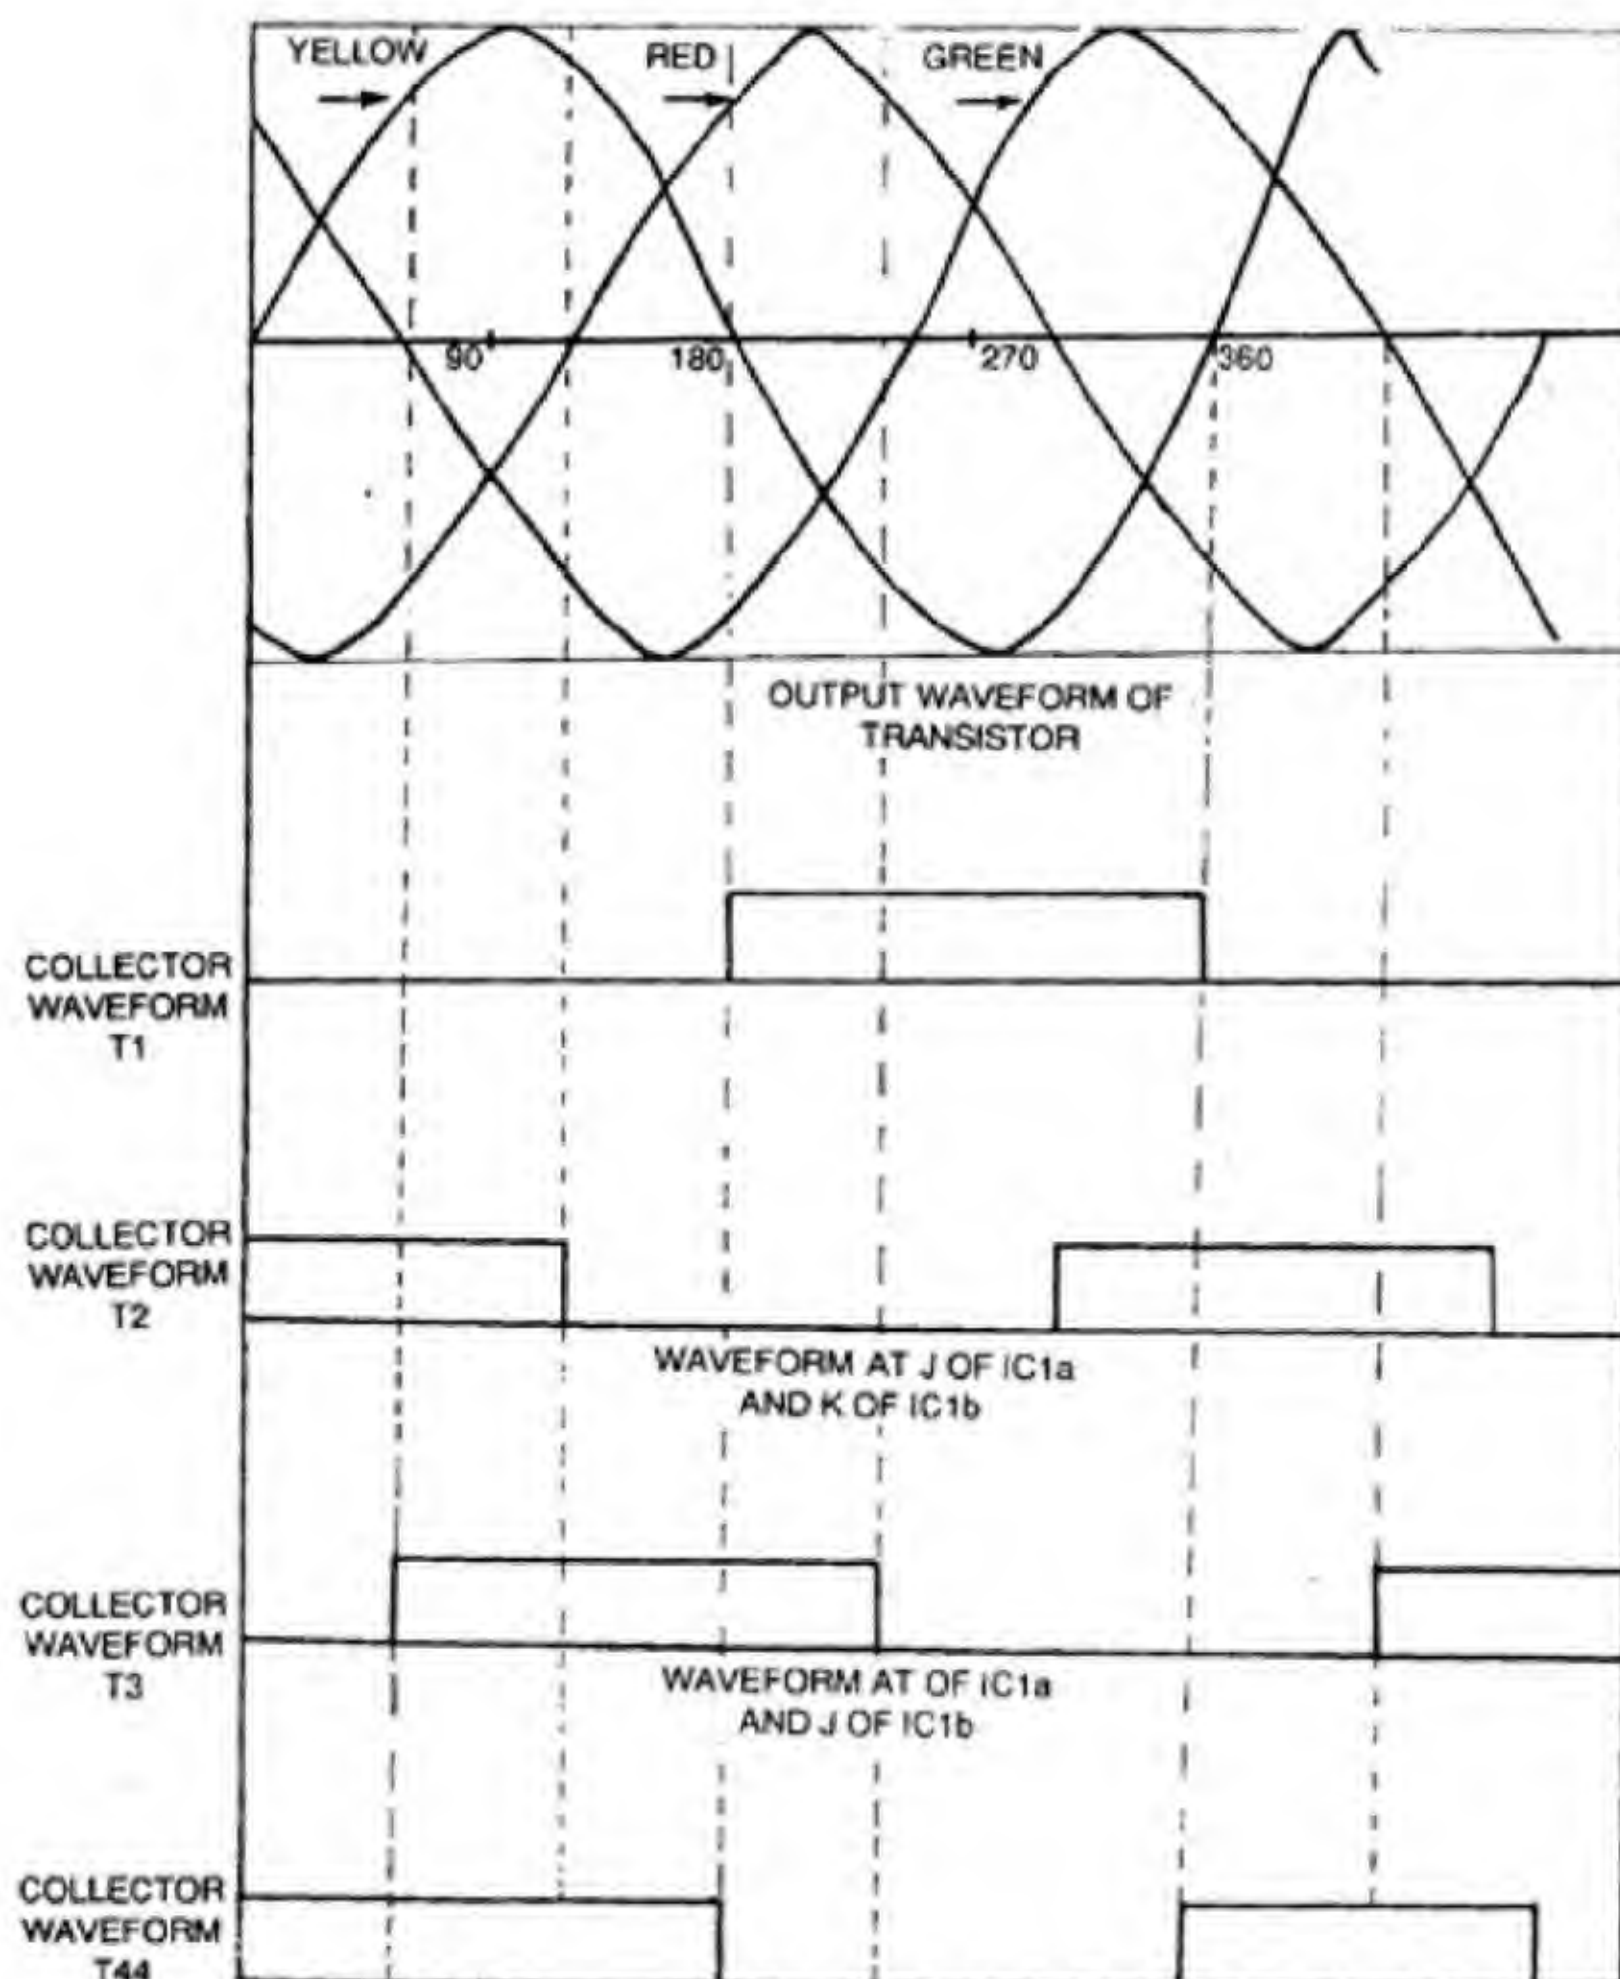 YELLOW
RED
GREEN
90
180
270
360
OUTPUT WAVEFORM OF
TRANSISTOR
COLLECTOR
WAVEFORM
T1
COLLECTOR
WAVEFORM
T2
WAVEFORM AT J OF IC1a
AND K OF IC1b
COLLECTOR
WAVEFORM
T3
WAVEFORM AT OF IC1a
AND J OF IC1b
COLLECTOR
WAVEFORM
T44